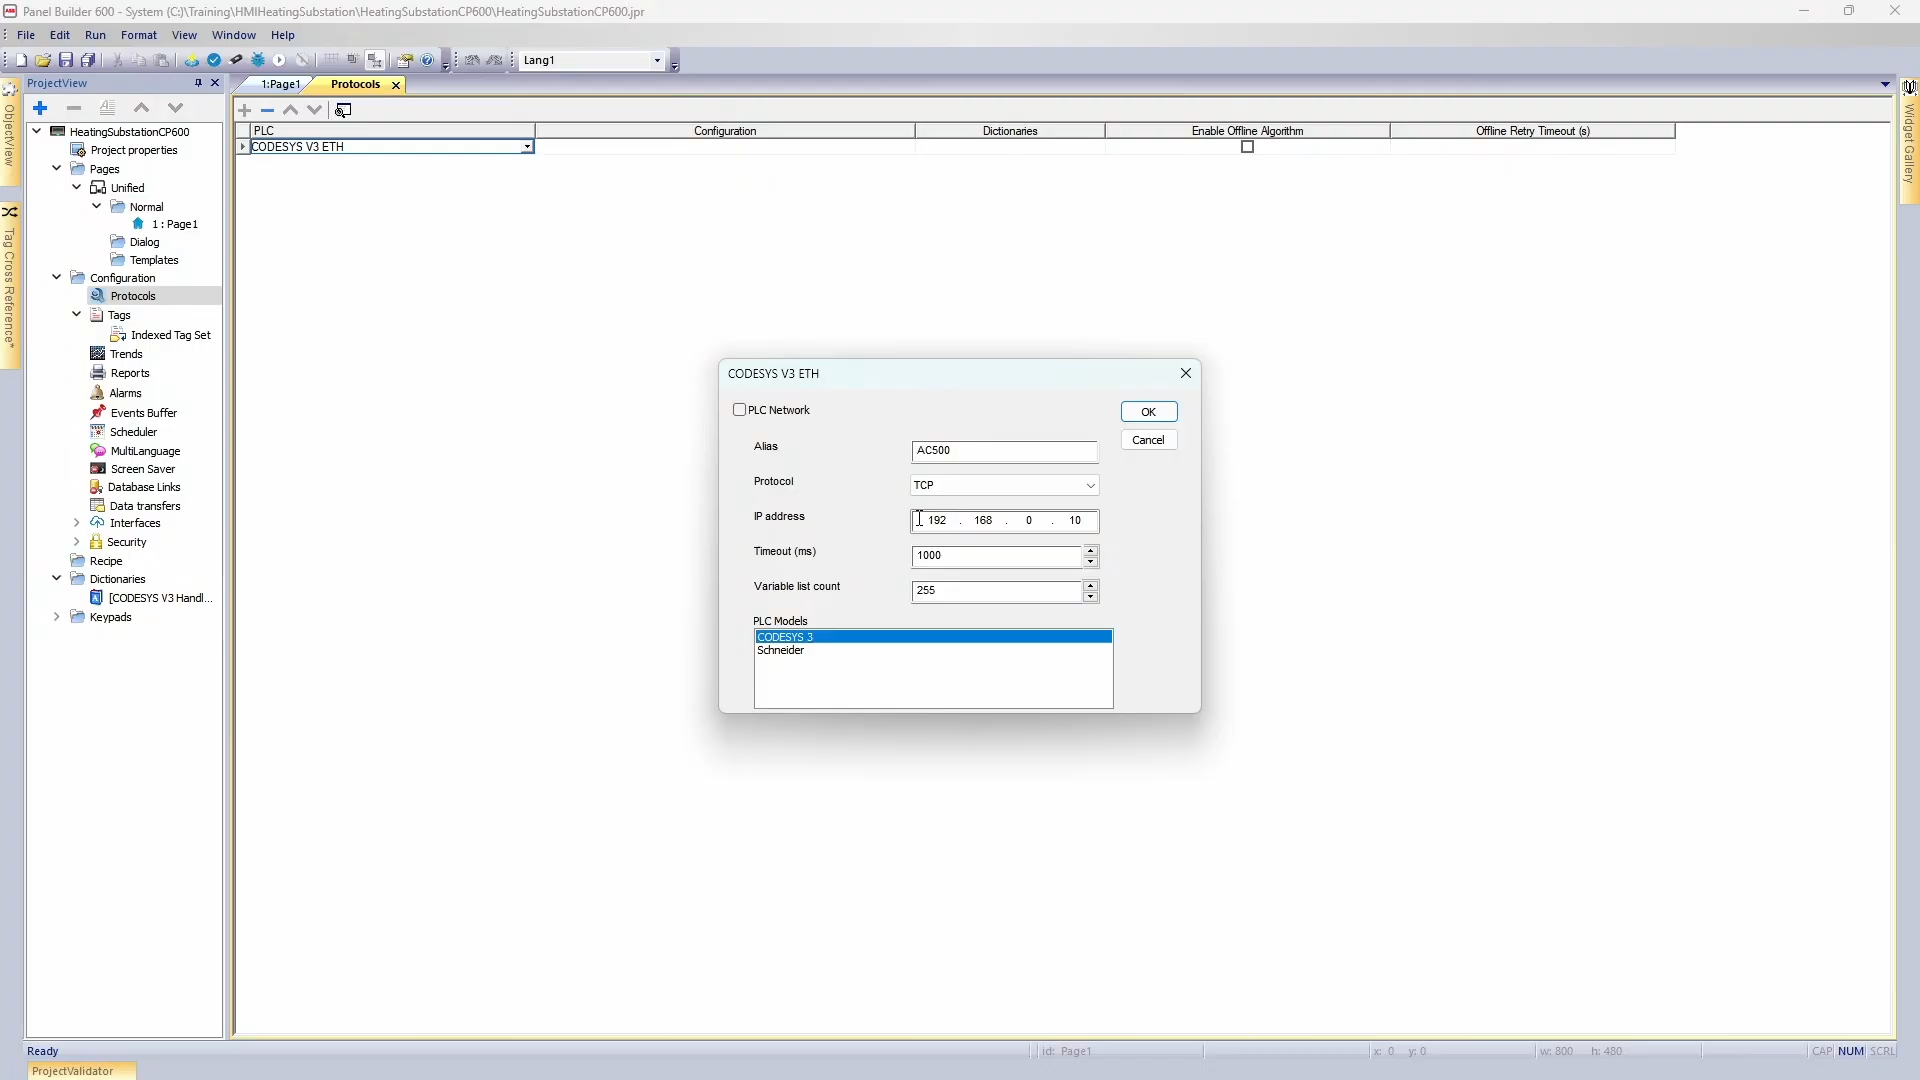 Panel Builder 600 - System (C:)\Training\HMIHeatingSubstation\HeatingSubstationCP600\HeatingSubstationCP600.jpr
File Edit Run Format View Window Help
Lang1
ProjectView
1:Page1 Protocols
ObjectView
Tag Cross Reference*
Widget Gallery
HeatingSubstationCP600
Project properties
Pages
Unified
Normal
1 : Page1
Dialog
Templates
Configuration
Protocols
Tags
Indexed Tag Set
Trends
Reports
Alarms
Events Buffer
Scheduler
MultiLanguage
Screen Saver
Database Links
Data transfers
Interfaces
Security
Recipe
Dictionaries
[CODESYS V3 Handl...
Keypads
PLC Configuration Dictionaries Enable Offline Algorithm Offline Retry Timeout (s)
CODESYS V3 ETH
CODESYS V3 ETH
PLC Network
OK
Cancel
Alias AC500
Protocol TCP
IP address 192 . 168 . 0 . 10
Timeout (ms) 1000
Variable list count 255
PLC Models
CODESYS 3
Schneider
Ready id: Page1 x: 0 y: 0 w: 800 h: 480 CAP NUM SCRL
ProjectValidator